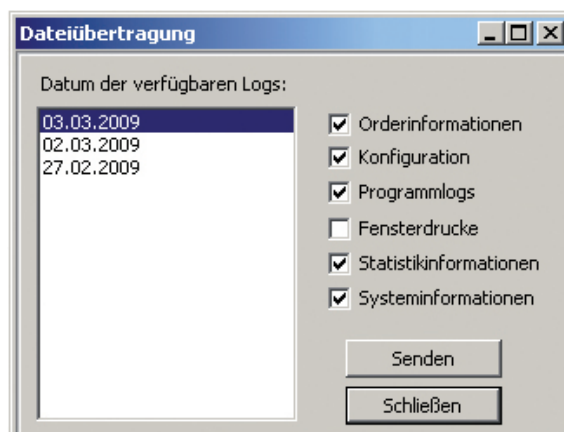 Dateiübertragung
Datum der verfügbaren Logs:
03.03.2009
02.03.2009
27.02.2009
Orderinformationen
Konfiguration
Programmlogs
Fensterdrucke
Statistikinformationen
Systeminformationen
Senden
Schließen